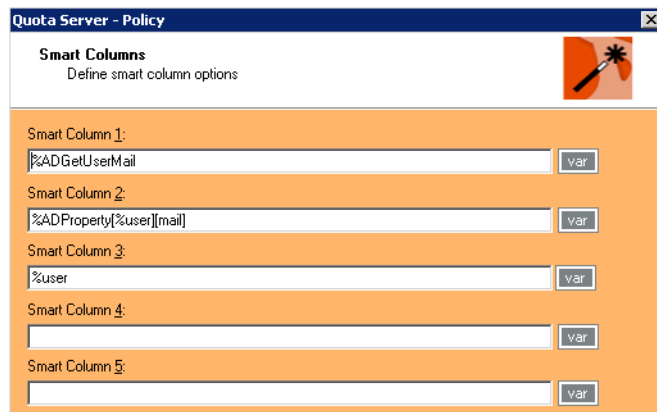 Quota Server - Policy
Smart Columns
Define smart column options
Smart Column 1:
%ADGetUserMail
var
Smart Column 2:
%ADProperty[%user][mail]
var
Smart Column 3:
%user
var
Smart Column 4:
var
Smart Column 5:
var